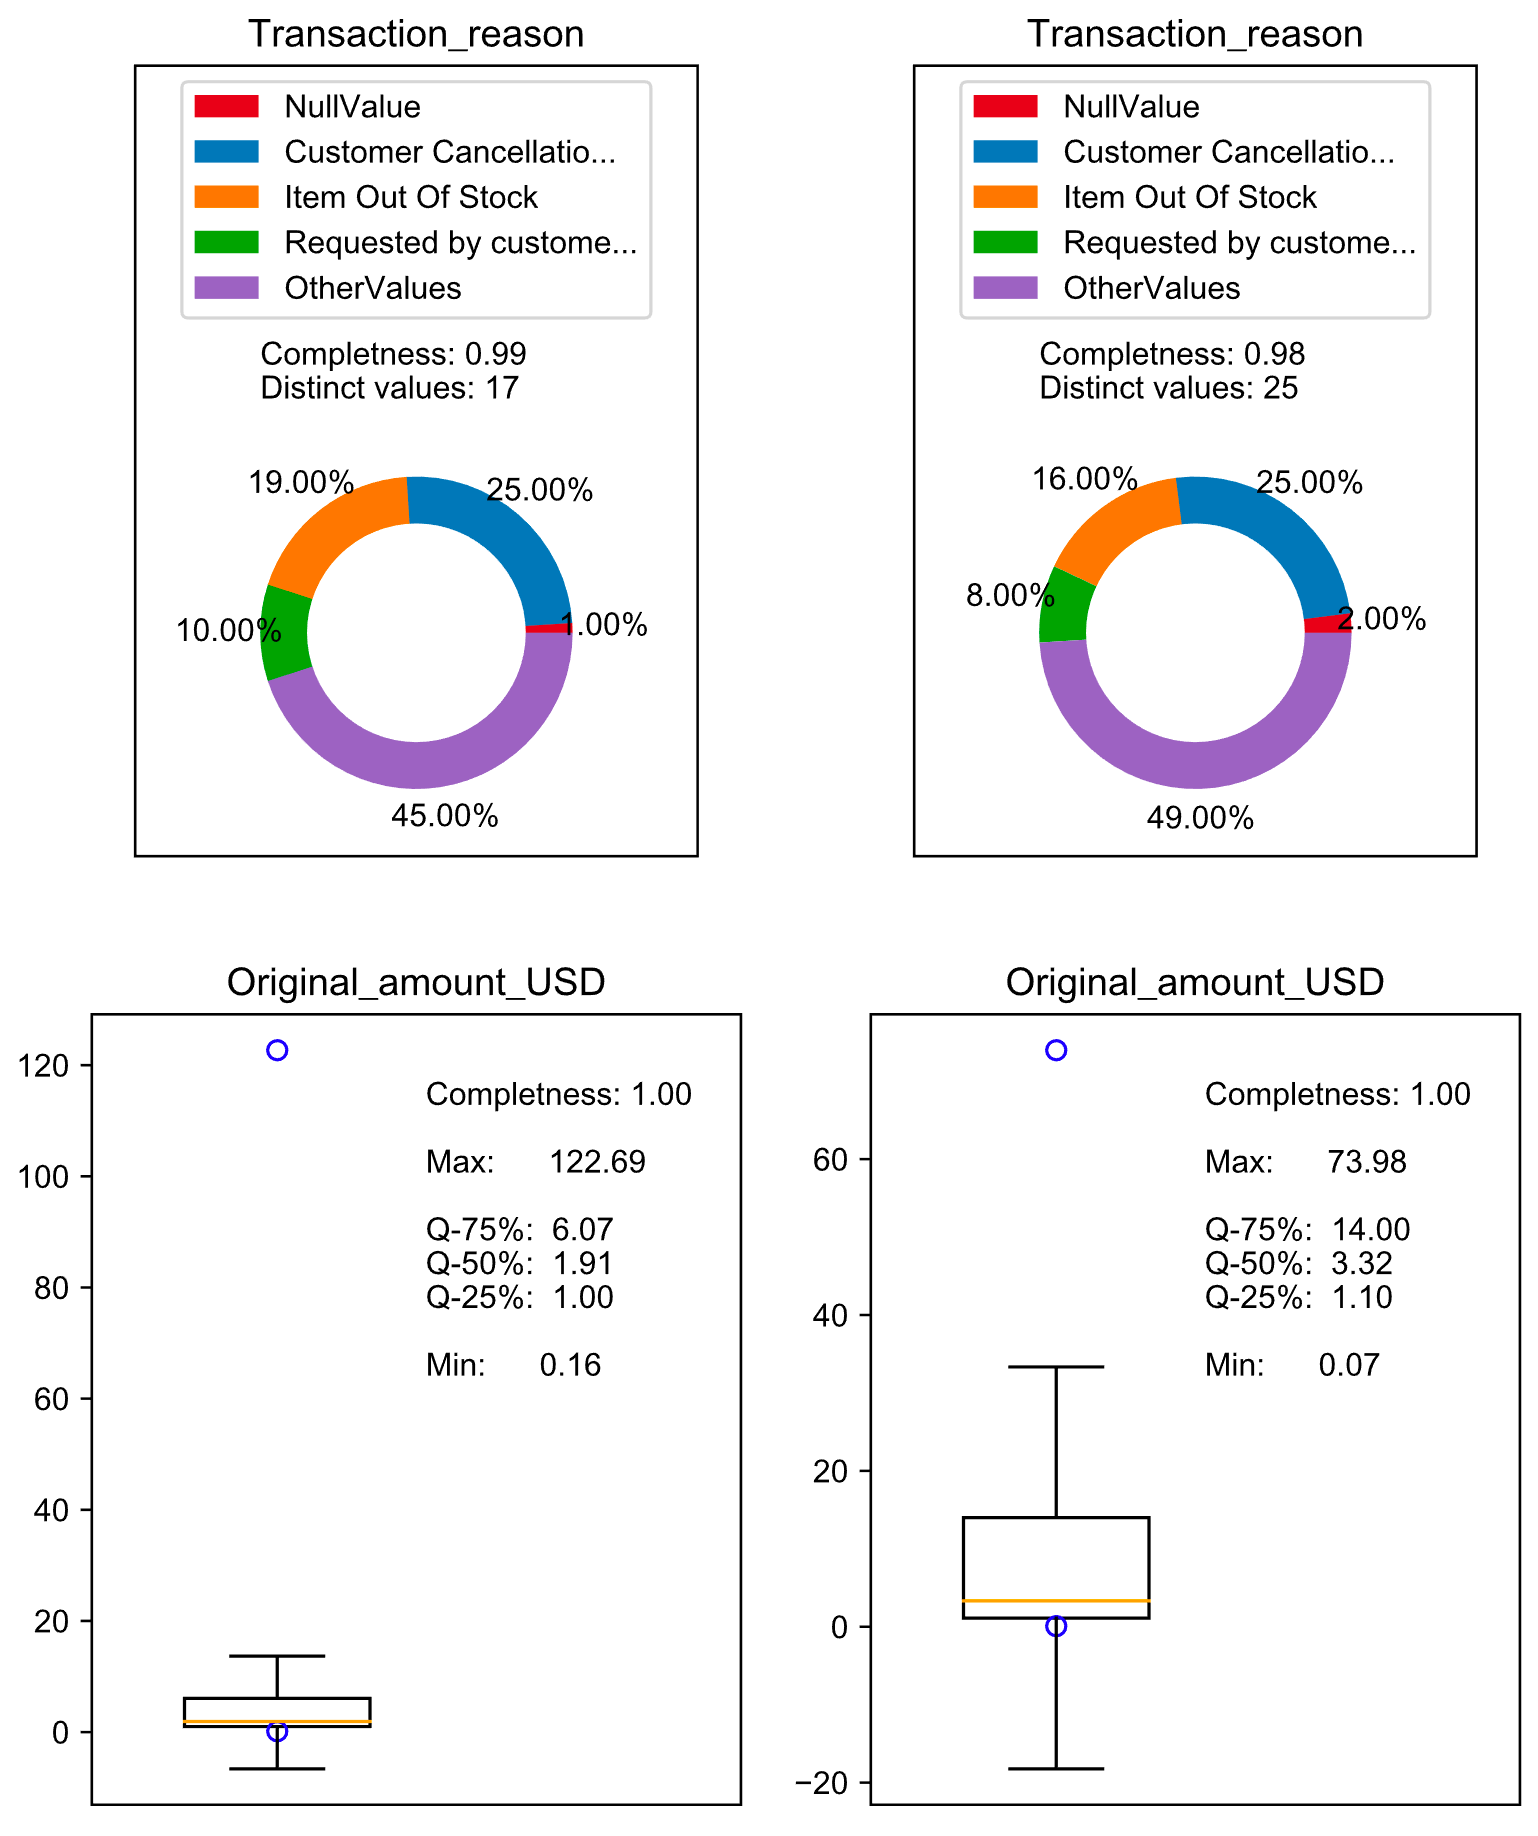 Transaction_reason
NullValue
Customer Cancellatio...
Item Out Of Stock
Requested by custome...
OtherValues
Completness: 0.99
Distinct values: 17
19.00%
25.00%
10.00%
1.00%
45.00%
Transaction_reason
NullValue
Customer Cancellatio...
Item Out Of Stock
Requested by custome...
OtherValues
Completness: 0.98
Distinct values: 25
16.00%
25.00%
8.00%
2.00%
49.00%
Original_amount_USD
120
100
80
60
40
20
0
Completness: 1.00
Max: 122.69
Q-75%: 6.07
Q-50%: 1.91
Q-25%: 1.00
Min: 0.16
Original_amount_USD
60
40
20
0
−20
Completness: 1.00
Max: 73.98
Q-75%: 14.00
Q-50%: 3.32
Q-25%: 1.10
Min: 0.07